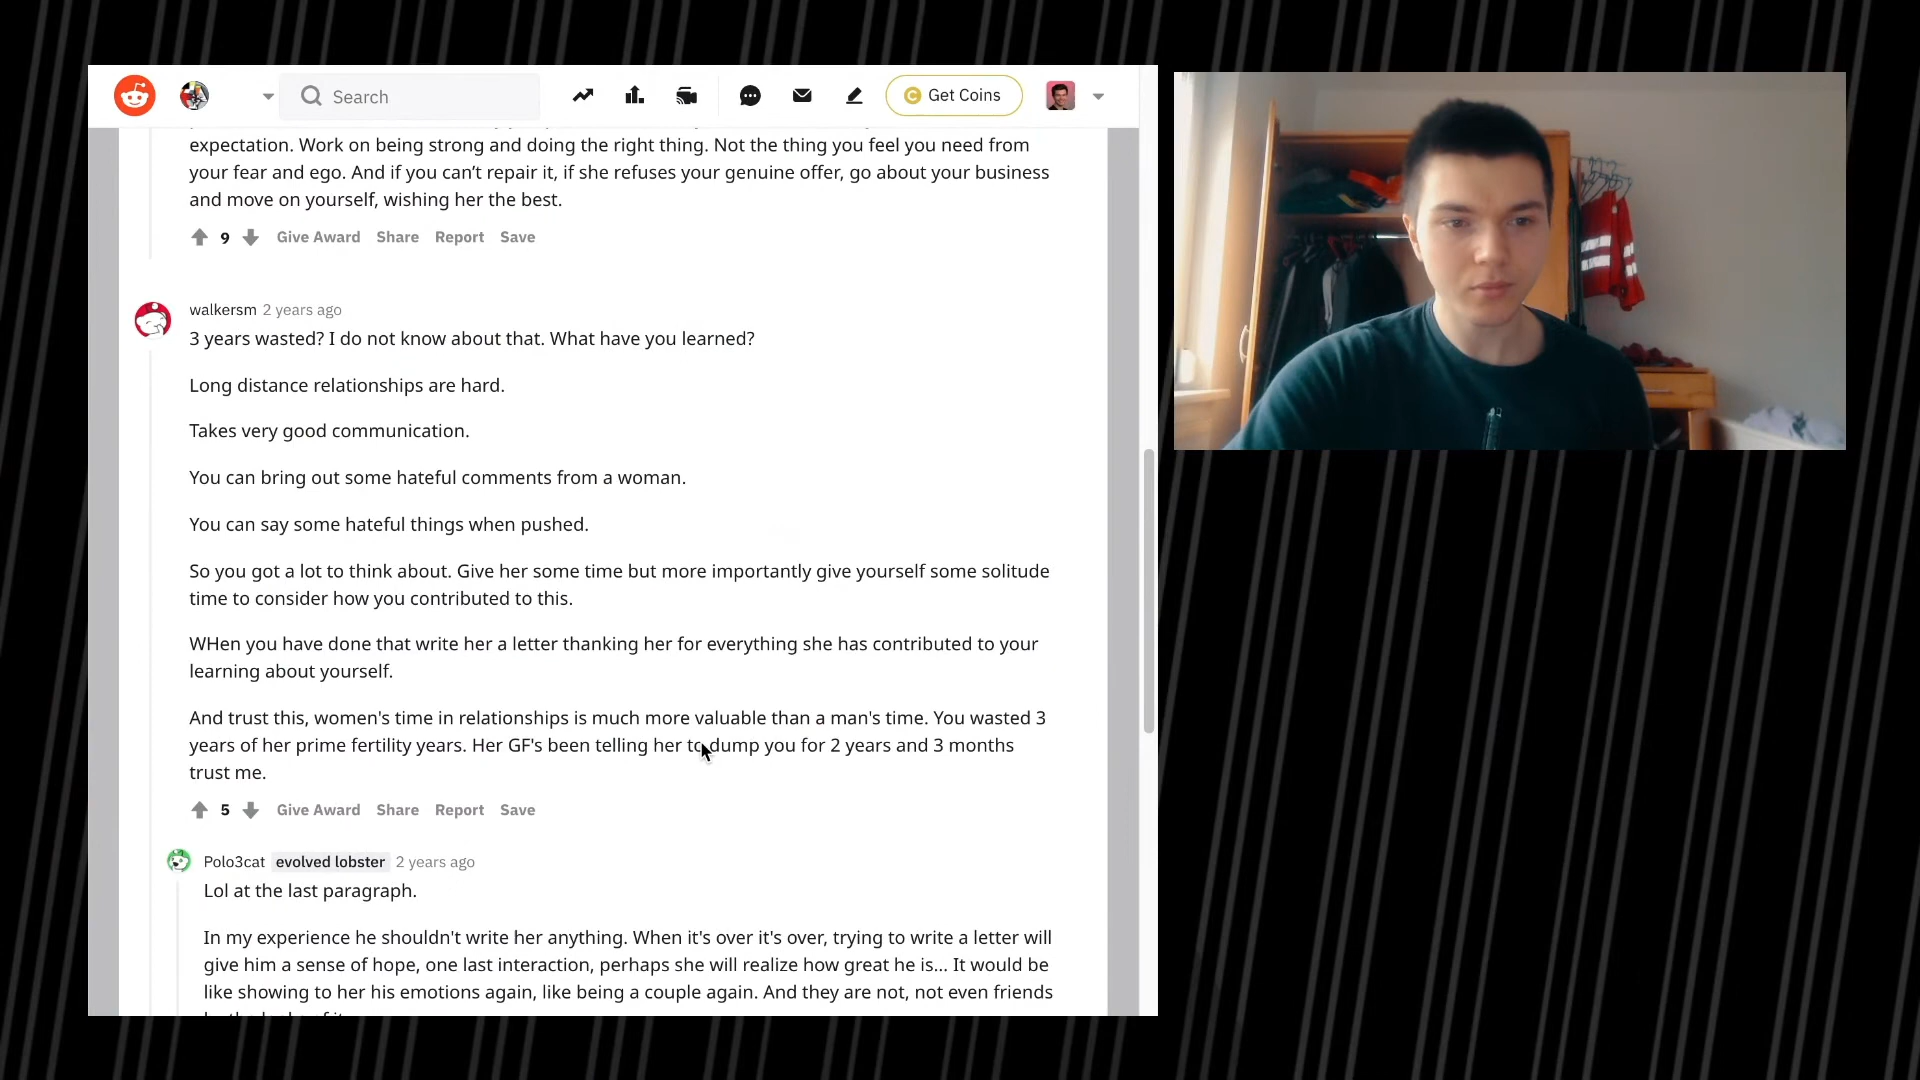 Search
Get Coins
expectation. Work on being strong and doing the right thing. Not the thing you feel you need from
your fear and ego. And if you can’t repair it, if she refuses your genuine offer, go about your business
and move on yourself, wishing her the best.
9 Give Award Share Report Save
walkersm 2 years ago
3 years wasted? I do not know about that. What have you learned?
Long distance relationships are hard.
Takes very good communication.
You can bring out some hateful comments from a woman.
You can say some hateful things when pushed.
So you got a lot to think about. Give her some time but more importantly give yourself some solitude
time to consider how you contributed to this.
WHen you have done that write her a letter thanking her for everything she has contributed to your
learning about yourself.
And trust this, women's time in relationships is much more valuable than a man's time. You wasted 3
years of her prime fertility years. Her GF's been telling her to dump you for 2 years and 3 months
trust me.
5 Give Award Share Report Save
Polo3cat evolved lobster 2 years ago
Lol at the last paragraph.
In my experience he shouldn't write her anything. When it's over it's over, trying to write a letter will
give him a sense of hope, one last interaction, perhaps she will realize how great he is... It would be
like showing to her his emotions again, like being a couple again. And they are not, not even friends